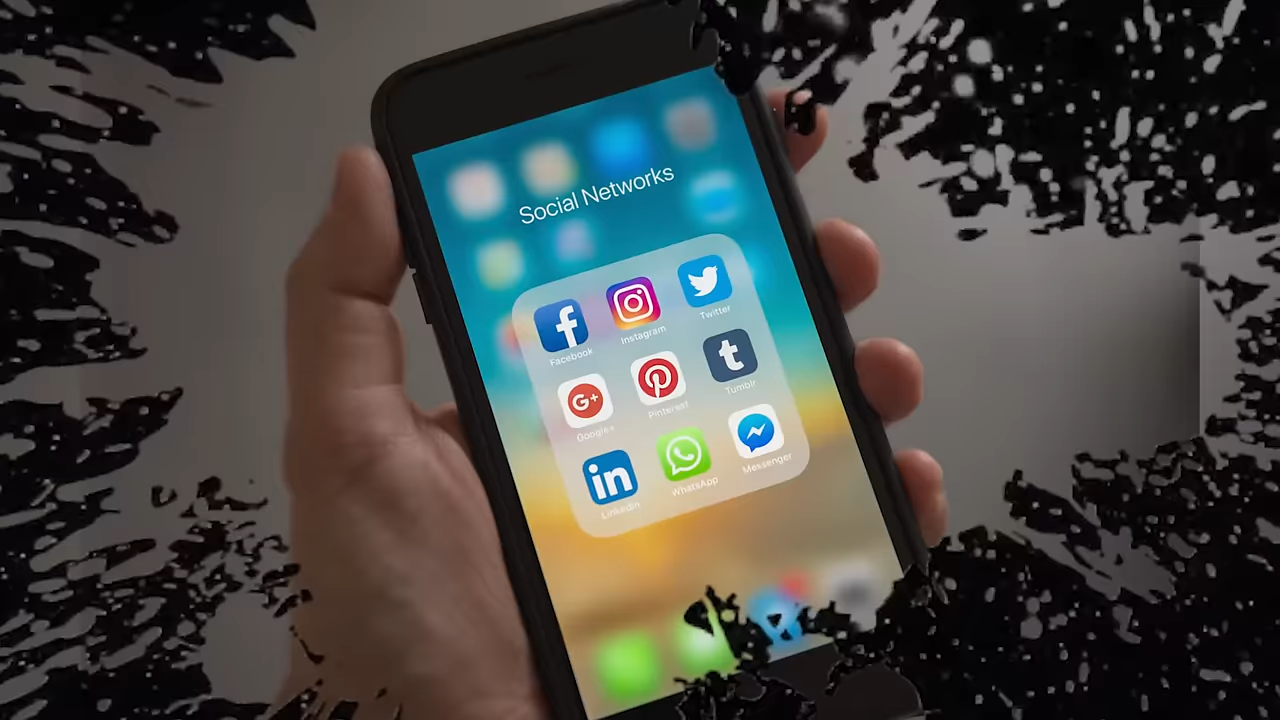 Social Networks
Facebook
Instagram
Twitter
Google+
Pinterest
Tumblr
LinkedIn
WhatsApp
Messenger